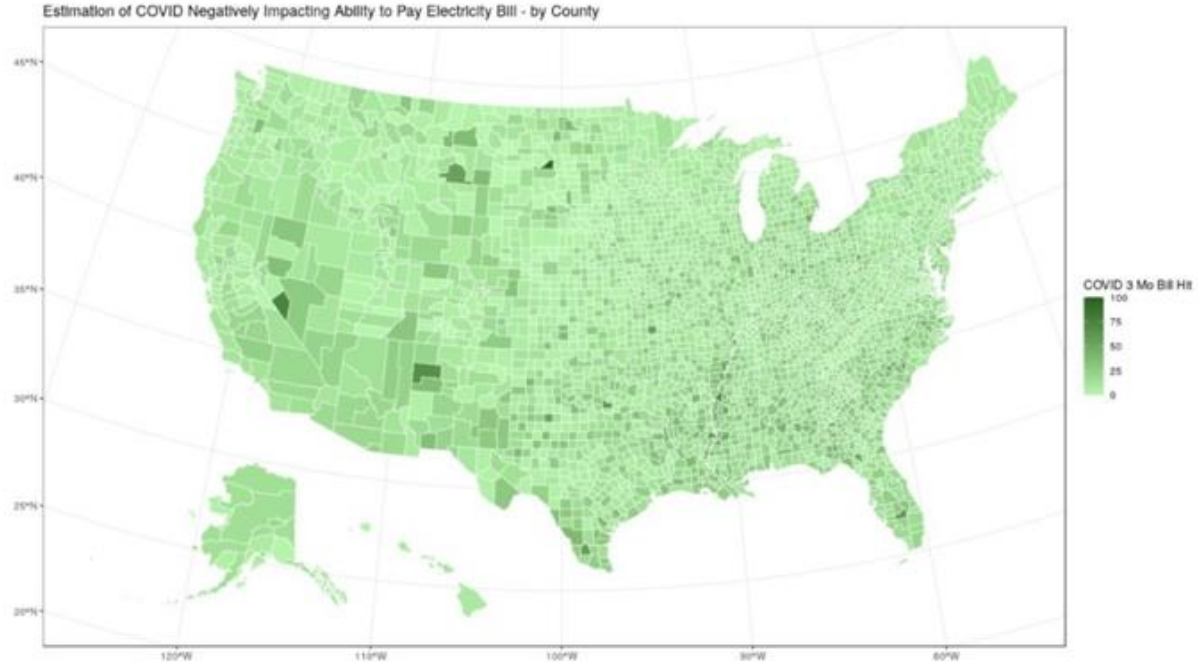 Estimation of COVID Negatively Impacting Ability to Pay Electricity Bill - by County
45°N
40°N
35°N
30°N
25°N
20°N
120°W
110°W
100°W
90°W
80°W
COVID 3 Mo Bill Hit
100
75
50
25
0